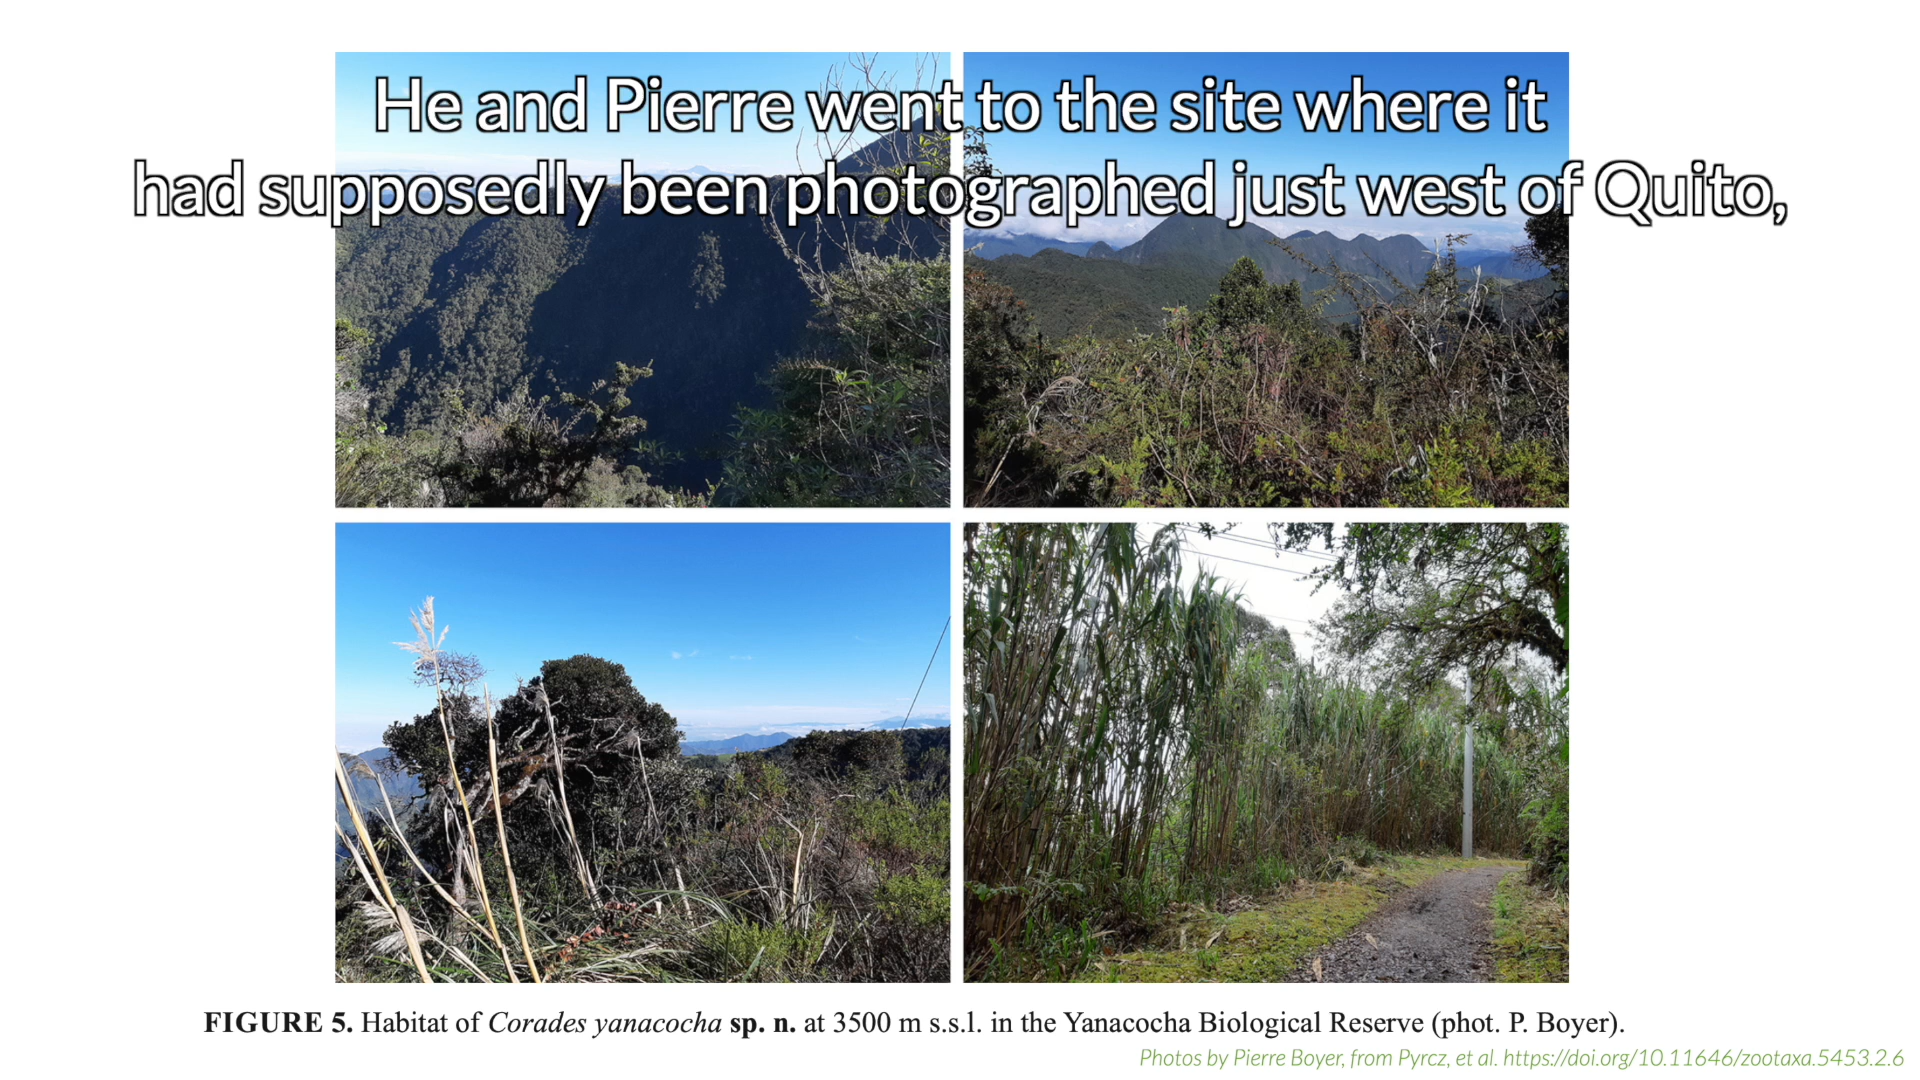 He and Pierre went to the site where it
had supposedly been photographed just west of Quito,
FIGURE 5. Habitat of Corades yanacocha sp. n. at 3500 m s.s.l. in the Yanacocha Biological Reserve (phot. P. Boyer).
Photos by Pierre Boyer, from Pyrcz, et al. https://doi.org/10.11646/zootaxa.5453.2.6